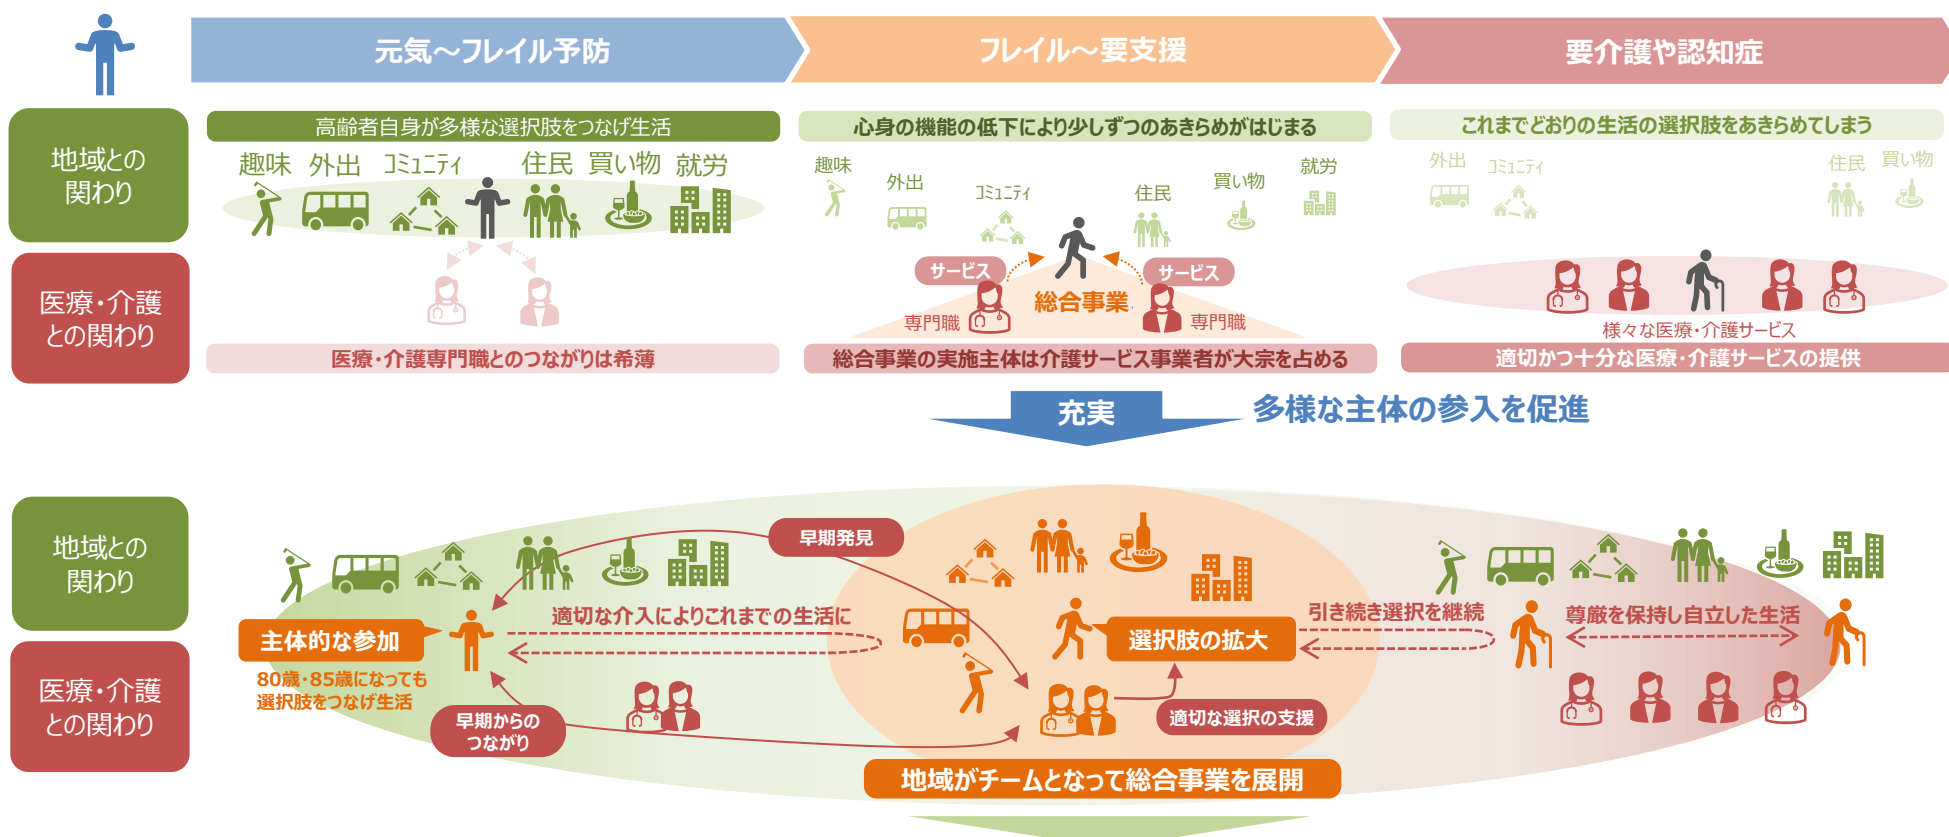 元気～フレイル予防
フレイル～要支援
要介護や認知症
地域との
関わり
高齢者自身が多様な選択肢をつなげ生活
趣味
外出
コミュニティ
住民
買い物
就労
心身の機能の低下により少しずつのあきらめがはじまる
趣味
外出
コミュニティ
住民
買い物
就労
これまでどおりの生活の選択肢をあきらめてしまう
外出
コミュニティ
住民
買い物
医療・介護
との関わり
医療・介護専門職とのつながりは希薄
サービス
サービス
総合事業
専門職
専門職
総合事業の実施主体は介護サービス事業者が大宗を占める
様々な医療・介護サービス
適切かつ十分な医療・介護サービスの提供
充実
多様な主体の参入を促進
地域との
関わり
早期発見
適切な介入によりこれまでの生活に
引き続き選択を継続
尊厳を保持し自立した生活
主体的な参加
選択肢の拡大
80歳・85歳になっても
選択肢をつなげ生活
医療・介護
との関わり
早期からの
つながり
適切な選択の支援
地域がチームとなって総合事業を展開